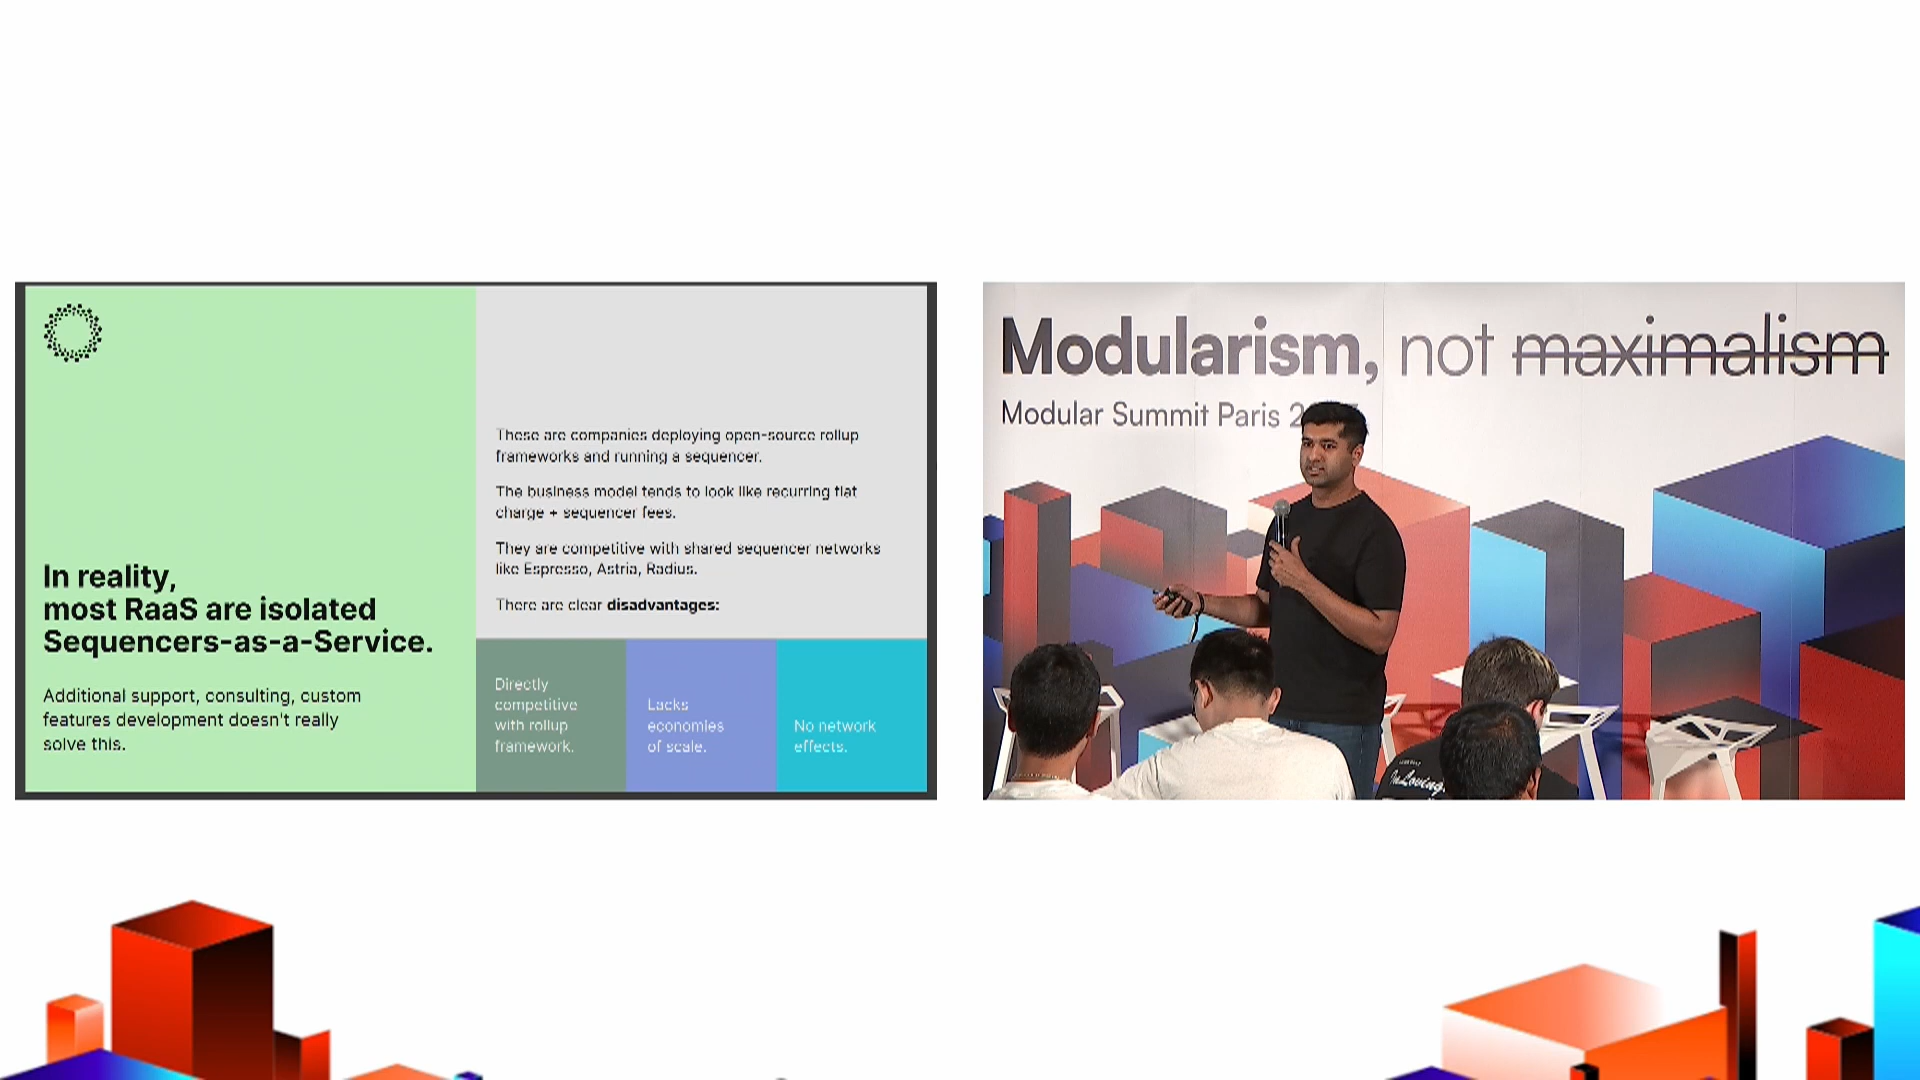 In reality,
most RaaS are isolated
Sequencers-as-a-Service.
Additional support, consulting, custom
features development doesn't really
solve this.
These are companies deploying open-source rollup
frameworks and running a sequencer.
The business model tends to look like recurring flat
charge + sequencer fees.
They are competitive with shared sequencer networks
like Espresso, Astria, Radius.
There are clear disadvantages:
Directly
competitive
with rollup
framework.
Lacks
economies
of scale.
No network
effects.
Modularism, not maximalism
Modular Summit Paris